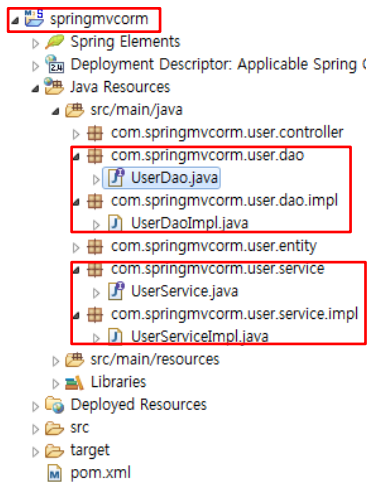 springmvcorm
Spring Elements
Deployment Descriptor: Applicable Spring
Java Resources
src/main/java
com.springmvcorm.user.controller
com.springmvcorm.user.dao
UserDao.java
com.springmvcorm.user.dao.impl
UserDaoImpl.java
com.springmvcorm.user.entity
com.springmvcorm.user.service
UserService.java
com.springmvcorm.user.service.impl
UserServiceImpl.java
src/main/resources
Libraries
Deployed Resources
src
target
pom.xml